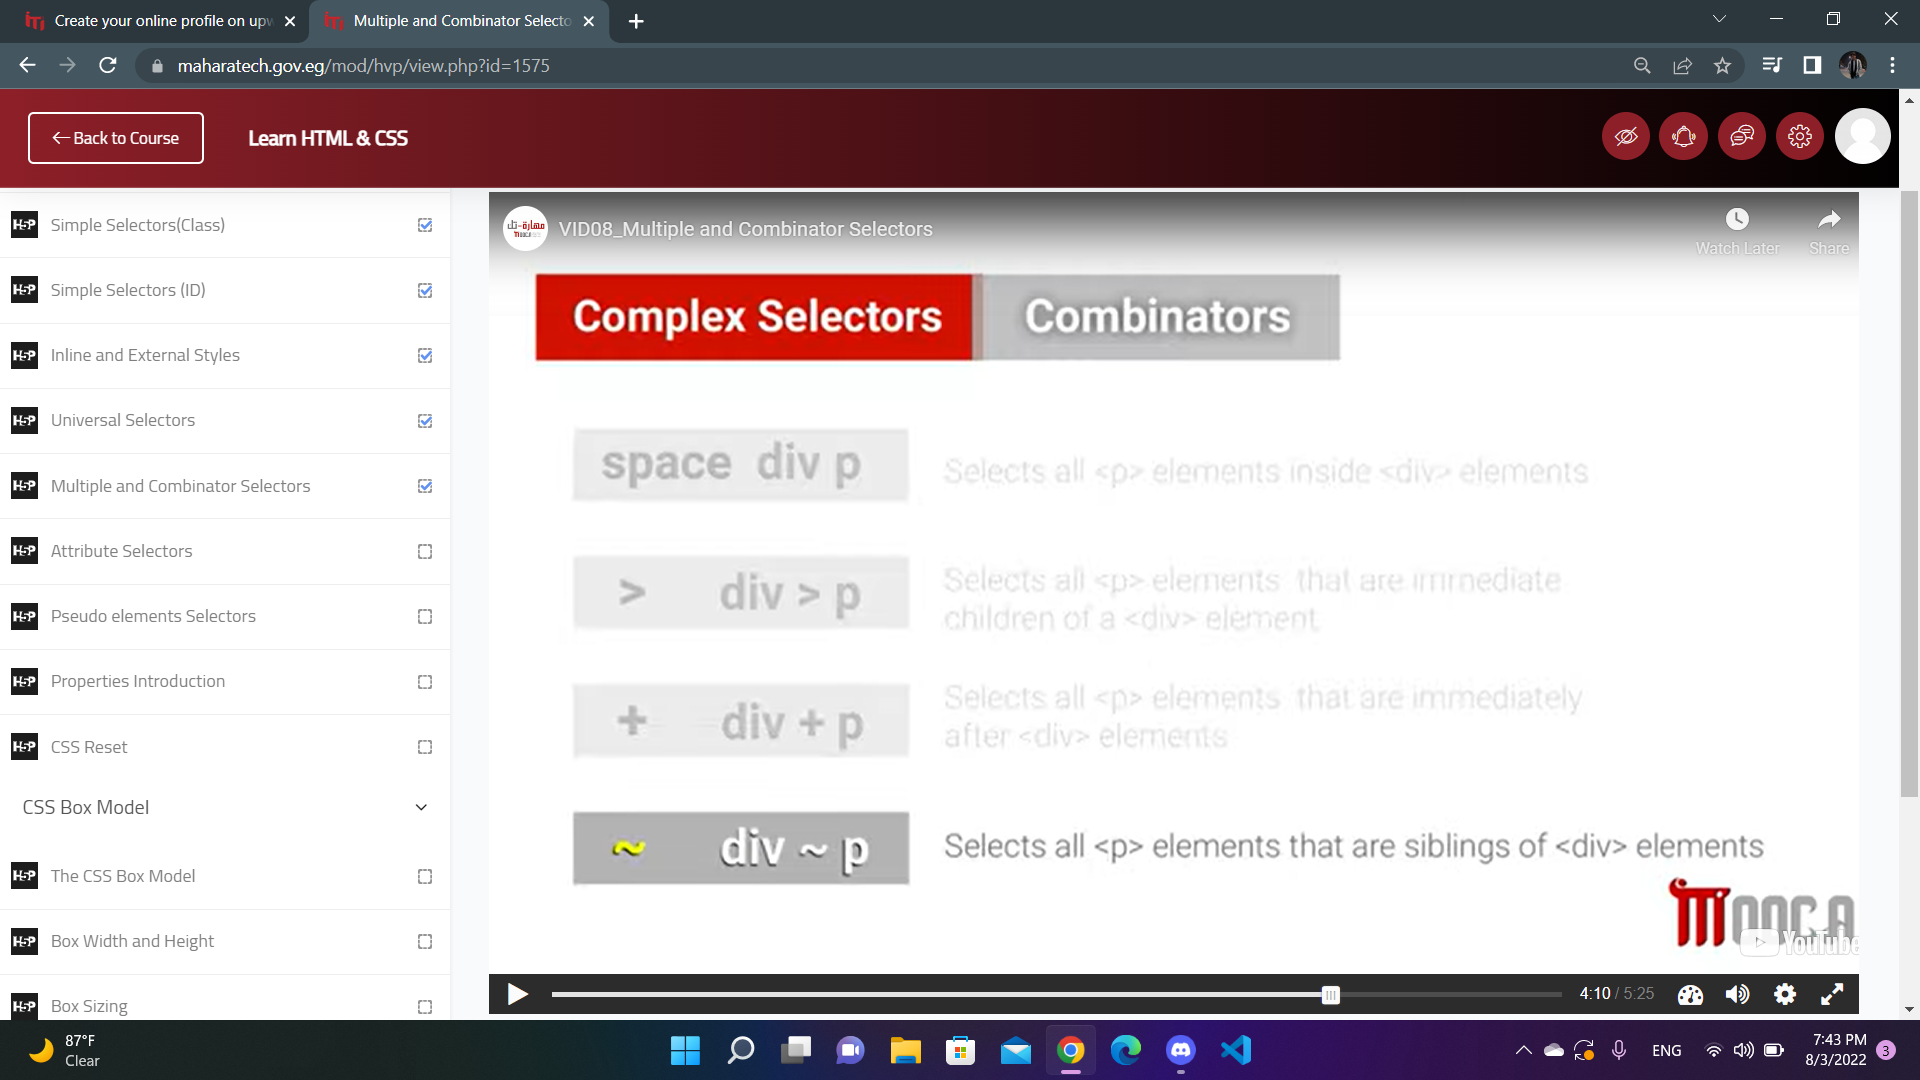 Create your online profile on upw
Multiple and Combinator Selecto
maharatech.gov.eg/mod/hvp/view.php?id=1575
Back to Course
Learn HTML & CSS
H5P Simple Selectors(Class)
H5P Simple Selectors (ID)
H5P Inline and External Styles
H5P Universal Selectors
H5P Multiple and Combinator Selectors
H5P Attribute Selectors
H5P Pseudo elements Selectors
H5P Properties Introduction
H5P CSS Reset
CSS Box Model
H5P The CSS Box Model
H5P Box Width and Height
H5P Box Sizing
مهارة-تك
VID08_Multiple and Combinator Selectors
Watch Later
Share
Complex Selectors
Combinators
space div p
Selects all <p> elements inside <div> elements
> div > p
Selects all <p> elements that are immediate
children of a <div> element
+ div + p
Selects all <p> elements that are immediately
after <div> elements
~ div ~ p
Selects all <p> elements that are siblings of <div> elements
YouTube
4:10 / 5:25
87°F
Clear
ENG
7:43 PM
8/3/2022
3